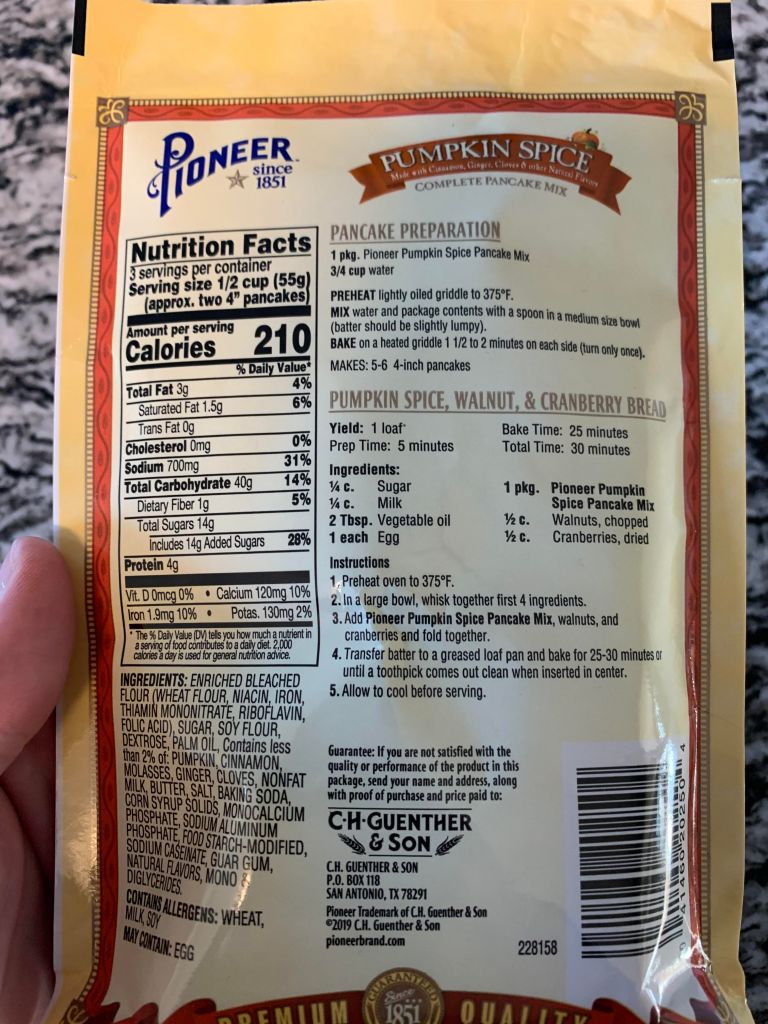 PIONEER
since
1851
PUMPKIN SPICE
Made with Cinnamon, Ginger, Cloves & other Natural Flavors
COMPLETE PANCAKE MIX
Nutrition Facts
3 servings per container
Serving size 1/2 cup (55g)
(approx. two 4" pancakes)
Amount per serving
Calories 210
% Daily Value*
Total Fat 3g 4%
Saturated Fat 1.5g 6%
Trans Fat 0g
Cholesterol 0mg 0%
Sodium 700mg 31%
Total Carbohydrate 40g 14%
Dietary Fiber 1g 5%
Total Sugars 14g
Includes 14g Added Sugars 28%
Protein 4g
Vit. D 0mcg 0% • Calcium 120mg 10%
Iron 1.9mg 10% • Potas. 130mg 2%
* The % Daily Value (DV) tells you how much a nutrient in
a serving of food contributes to a daily diet. 2,000
calories a day is used for general nutrition advice.
INGREDIENTS: ENRICHED BLEACHED
FLOUR (WHEAT FLOUR, NIACIN, IRON,
THIAMIN MONONITRATE, RIBOFLAVIN,
FOLIC ACID), SUGAR, SOY FLOUR,
DEXTROSE, PALM OIL, Contains less
than 2% of: PUMPKIN, CINNAMON,
MOLASSES, GINGER, CLOVES, NONFAT
MILK, BUTTER, SALT, BAKING SODA,
CORN SYRUP SOLIDS, MONOCALCIUM
PHOSPHATE, SODIUM ALUMINUM
PHOSPHATE, FOOD STARCH-MODIFIED,
SODIUM CASEINATE, GUAR GUM,
NATURAL FLAVORS, MONO &
DIGLYCERIDES.
CONTAINS ALLERGENS: WHEAT,
MILK, SOY
MAY CONTAIN: EGG
PANCAKE PREPARATION
1 pkg. Pioneer Pumpkin Spice Pancake Mix
3/4 cup water
PREHEAT lightly oiled griddle to 375°F.
MIX water and package contents with a spoon in a medium size bowl
(batter should be slightly lumpy).
BAKE on a heated griddle 1 1/2 to 2 minutes on each side (turn only once).
MAKES: 5-6 4-inch pancakes
PUMPKIN SPICE, WALNUT, & CRANBERRY BREAD
Yield: 1 loaf Bake Time: 25 minutes
Prep Time: 5 minutes Total Time: 30 minutes
Ingredients:
¼ c. Sugar
¼ c. Milk
2 Tbsp. Vegetable oil
1 each Egg
1 pkg. Pioneer Pumpkin
Spice Pancake Mix
½ c. Walnuts, chopped
½ c. Cranberries, dried
Instructions
1. Preheat oven to 375°F.
2. In a large bowl, whisk together first 4 ingredients.
3. Add Pioneer Pumpkin Spice Pancake Mix, walnuts, and
cranberries and fold together.
4. Transfer batter to a greased loaf pan and bake for 25-30 minutes or
until a toothpick comes out clean when inserted in center.
5. Allow to cool before serving.
Guarantee: If you are not satisfied with the
quality or performance of the product in this
package, send your name and address, along
with proof of purchase and price paid to:
C·H·GUENTHER
& SON
C.H. GUENTHER & SON
P.O. BOX 118
SAN ANTONIO, TX 78291
Pioneer Trademark of C.H. Guenther & Son
©2019 C.H. Guenther & Son
pioneerbrand.com
228158
0 41460 20250 4
PREMIUM
GUARANTEED
Since
1851
QUALITY